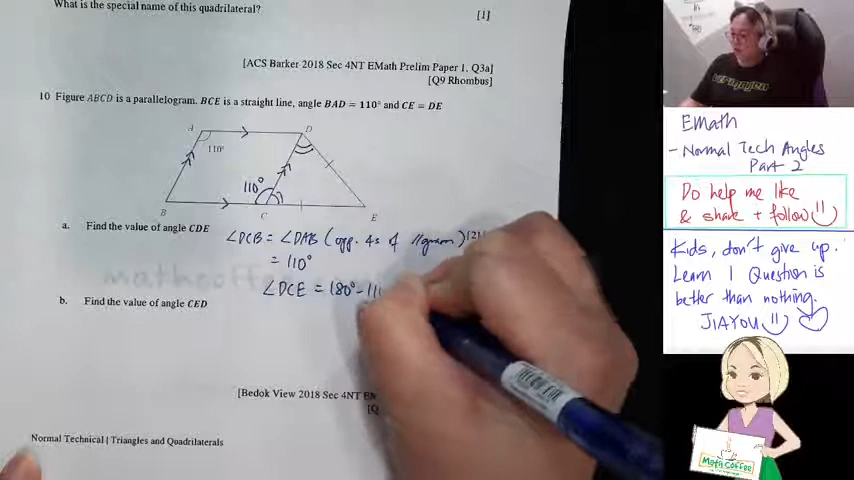 What is the special name of this quadrilateral?
[1]
[ACS Barker 2018 Sec 4NT EMath Prelim Paper 1, Q3a]
[Q9 Rhombus]
10 Figure ABCD is a parallelogram. BCE is a straight line, angle BAD = 110° and CE = DE
A
D
110°
110°
B
C
E
a. Find the value of angle CDE
∠DCB = ∠DAB (opp. ∠s of //gram) [2]
= 110°
∠DCE = 180° - 11
b. Find the value of angle CED
[Bedok View 2018 Sec 4NT EM
[Q
Normal Technical | Triangles and Quadrilaterals
EMath
- Normal Tech Angles
Part 2
Do help me like
& share + follow
Kids, don't give up.
Learn 1 Question is
better than nothing.
JIAYOU
Math Coffee